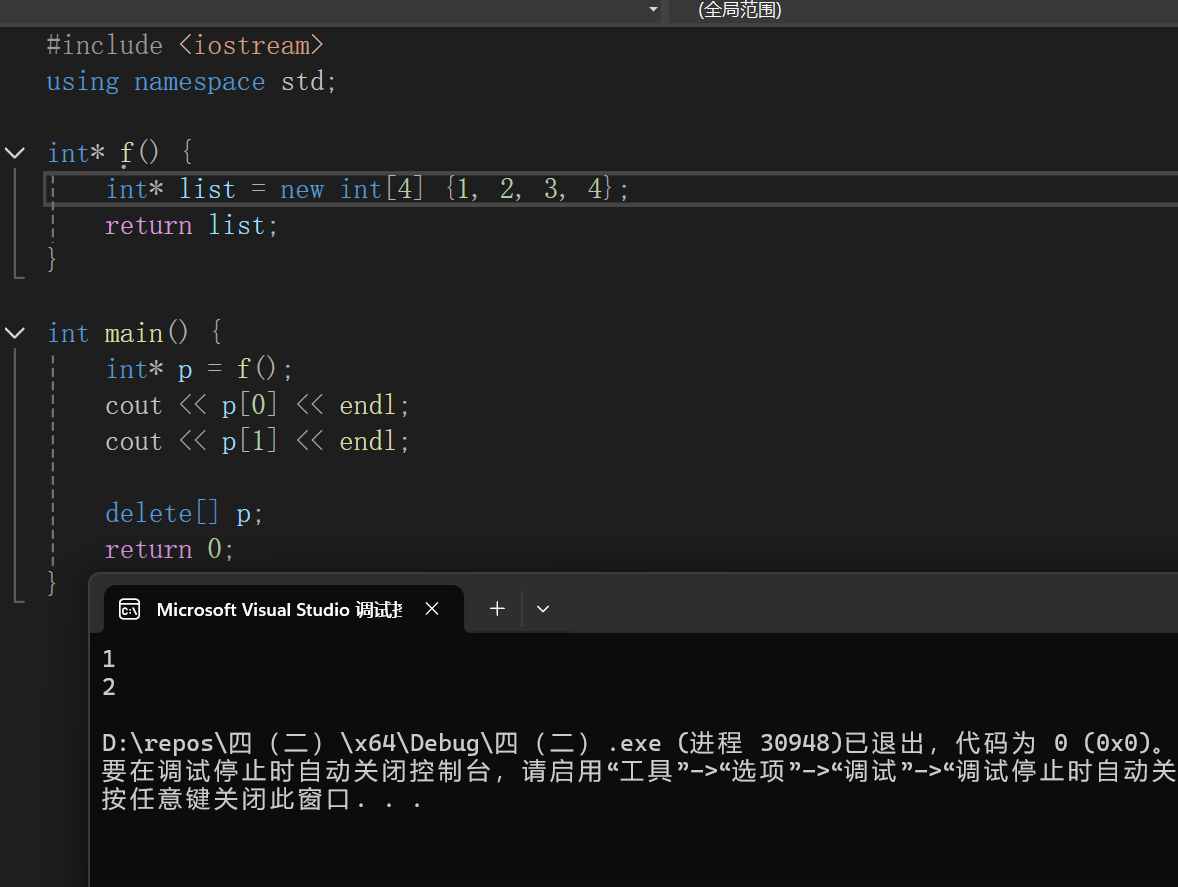 (全局范围)
#include <iostream>
using namespace std;
int* f() {
int* list = new int[4] {1, 2, 3, 4};
return list;
}
int main() {
int* p = f();
cout << p[0] << endl;
cout << p[1] << endl;
delete[] p;
return 0;
}
Microsoft Visual Studio 调试
1
2
D:\repos\四（二）\x64\Debug\四（二）.exe (进程 30948)已退出，代码为 0 (0x0)。
要在调试停止时自动关闭控制台，请启用“工具”->“选项”->“调试”->“调试停止时自动关
按任意键关闭此窗口. . .